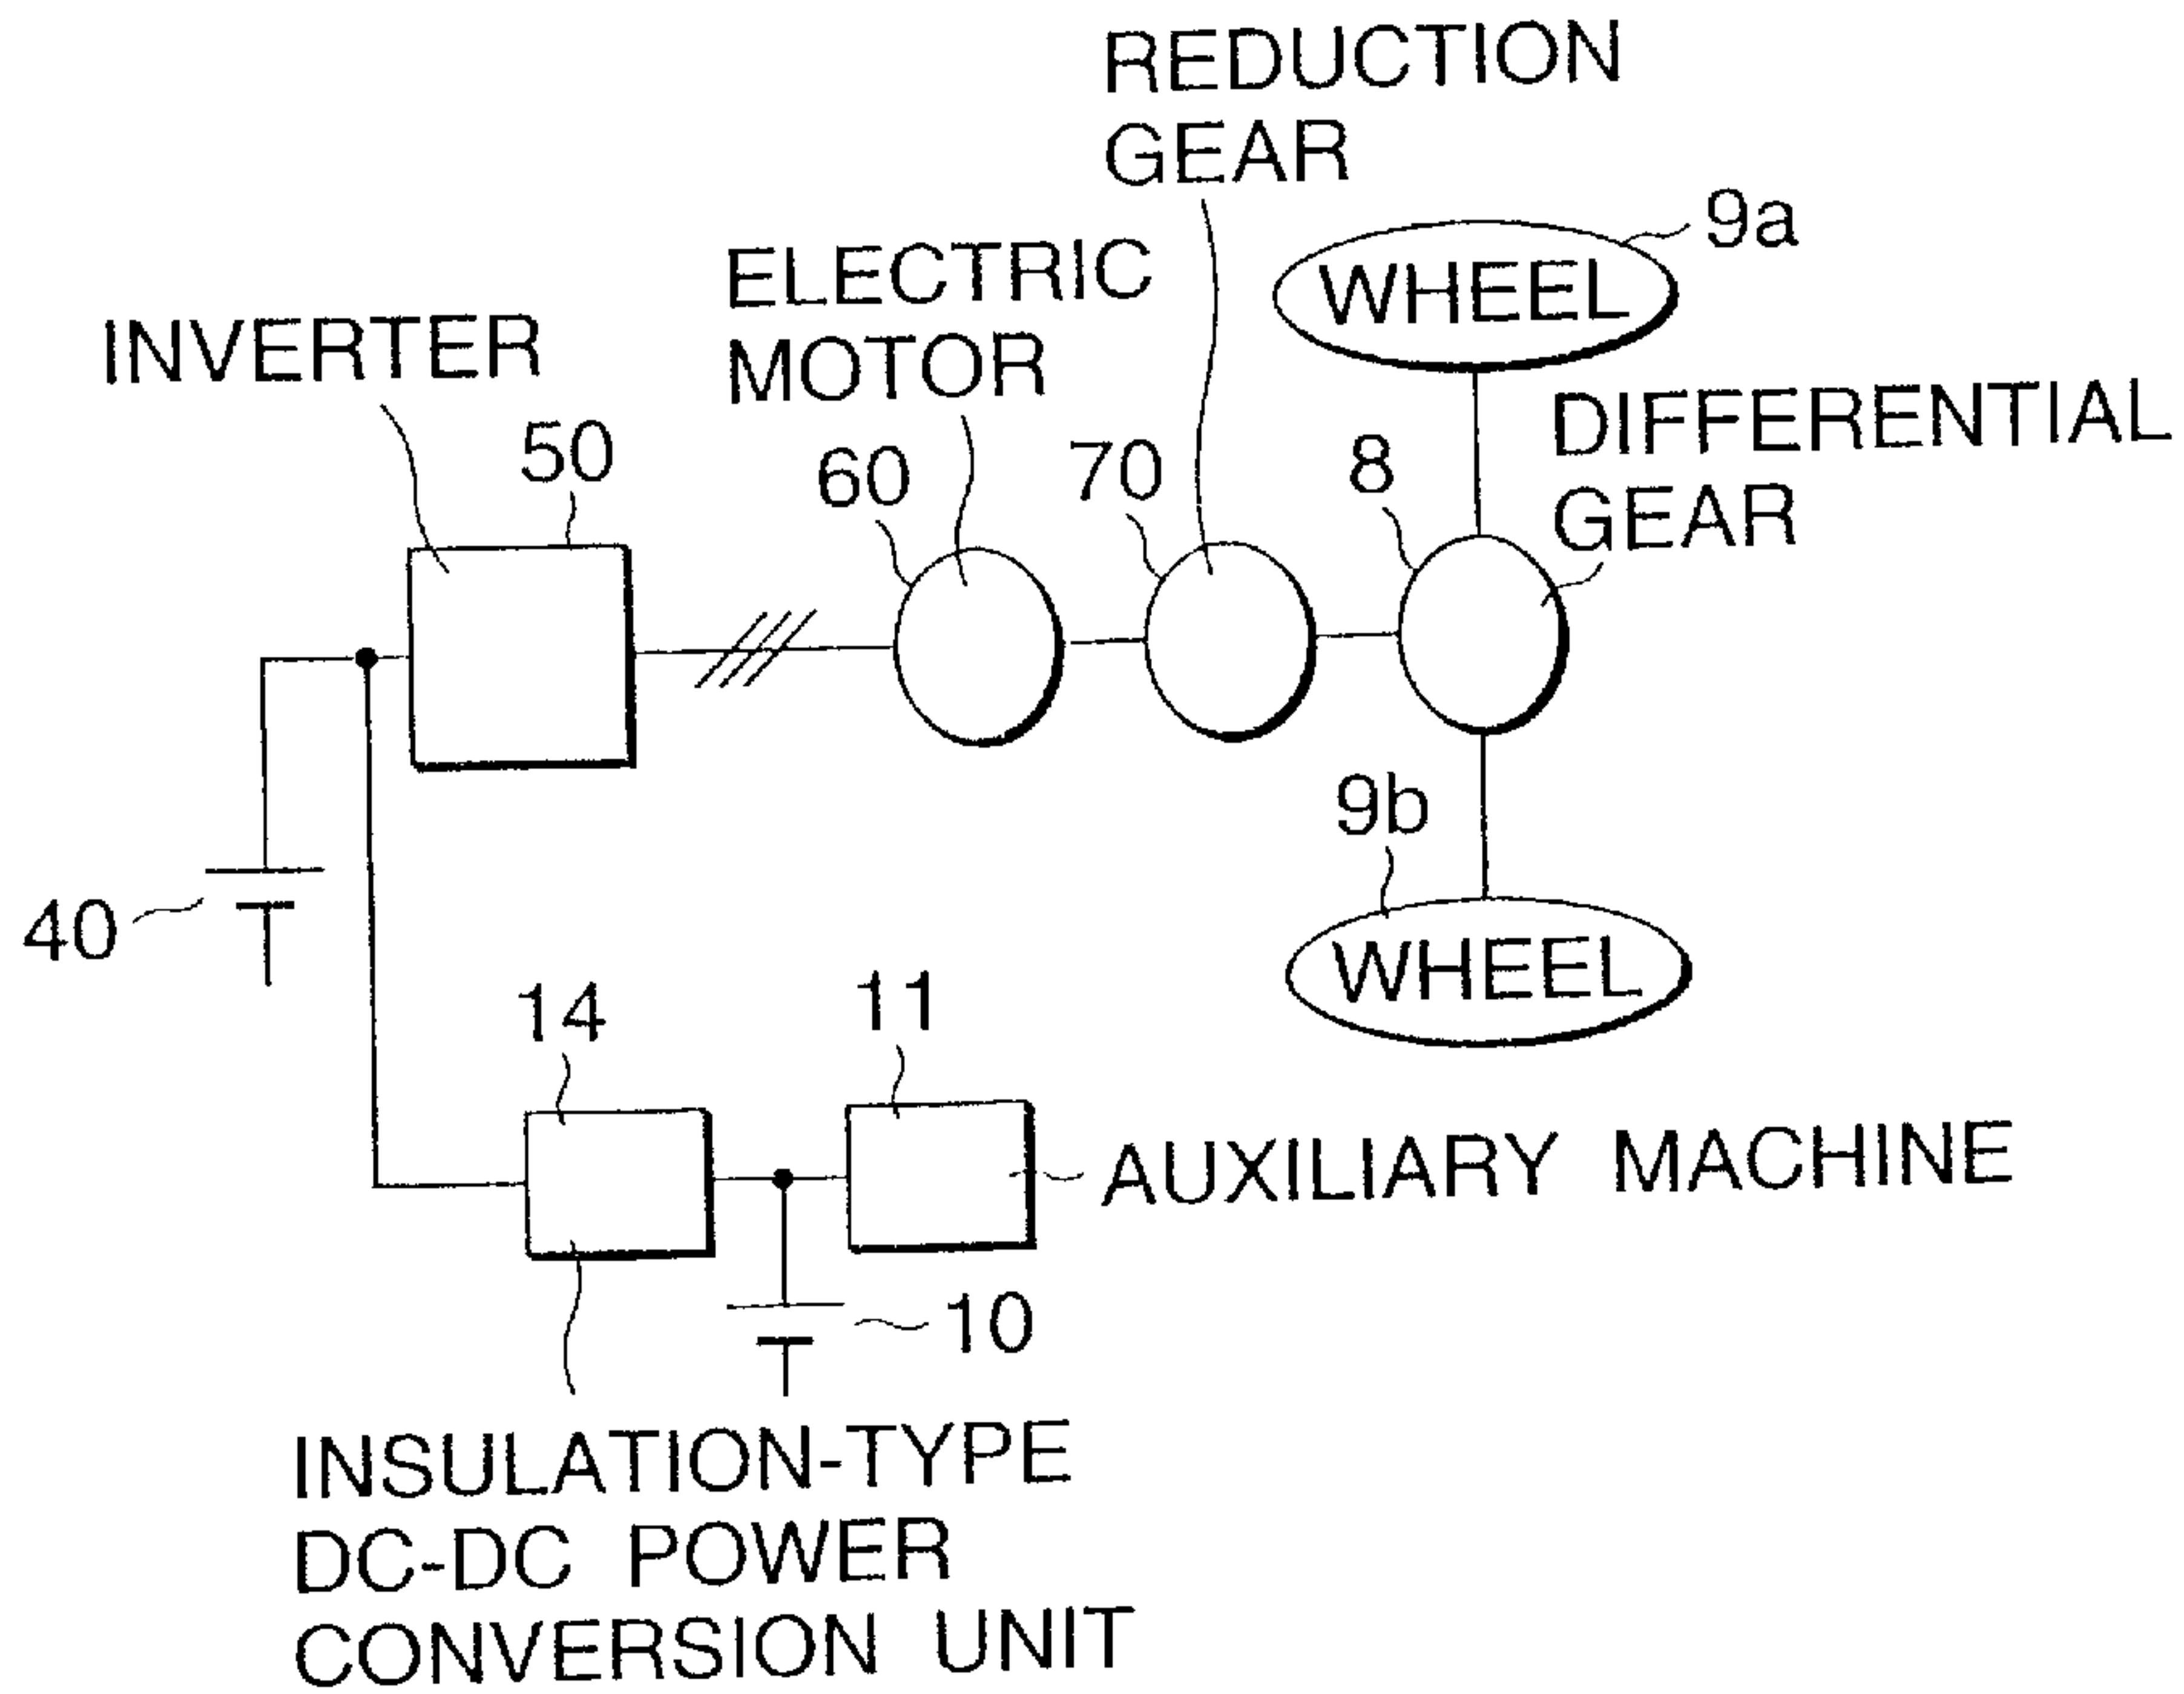 REDUCTION
GEAR
9a
WHEEL
ELECTRIC
MOTOR
INVERTER
DIFFERENTIAL
GEAR
50
60
70
8
9b
WHEEL
40
14
11
AUXILIARY MACHINE
10
INSULATION-TYPE
DC-DC POWER
CONVERSION UNIT